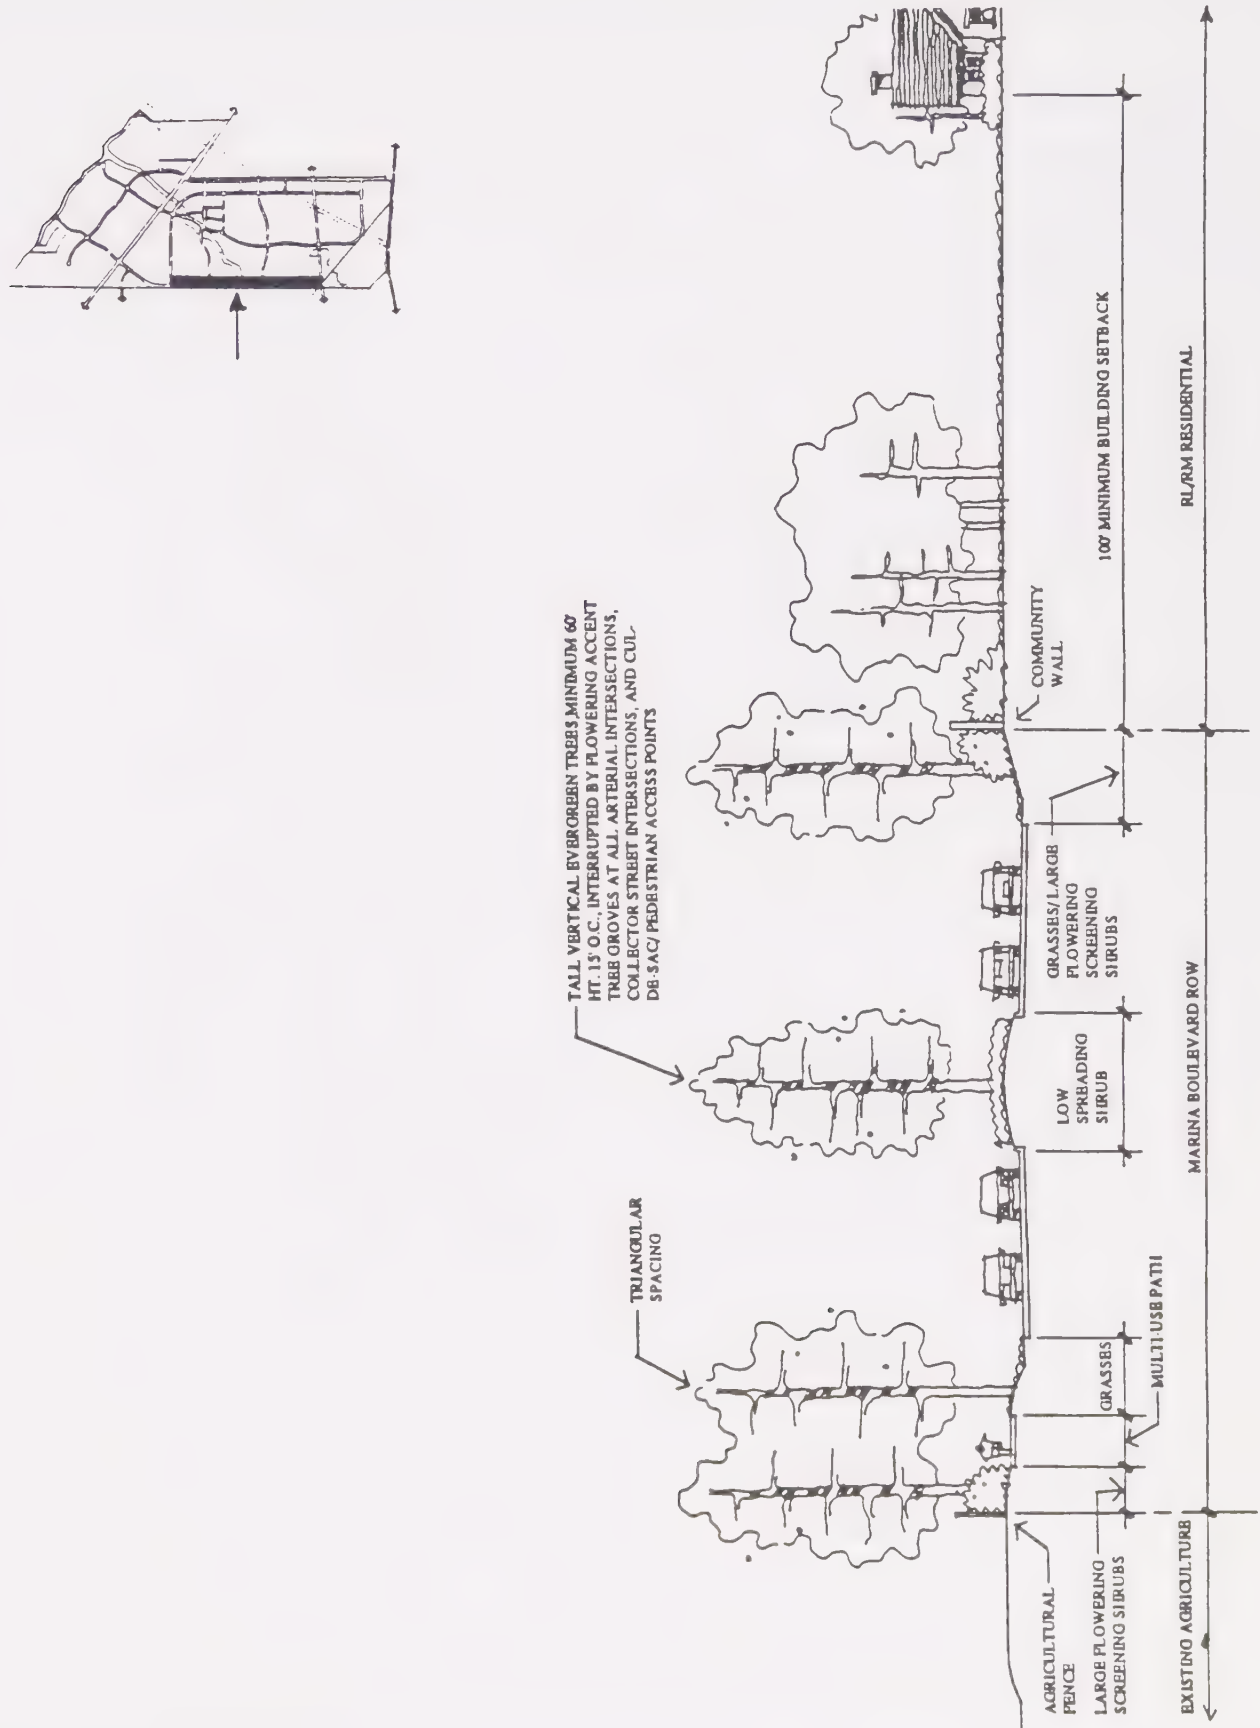 TALL VERTICAL EVERGREEN TREES, MINIMUM 60'
HT. 15' O.C., INTERRUPTED BY FLOWERING ACCENT
TREE GROVES AT ALL ARTERIAL INTERSECTIONS,
COLLECTOR STREET INTERSECTIONS, AND CUL-
DE-SAC/ PEDESTRIAN ACCESS POINTS
TRIANGULAR
SPACING
AGRICULTURAL
FENCE
LARGE FLOWERING
SCREENING SHRUBS
MULTI-USE PATH
GRASSES
LOW
SPREADING
SHRUB
GRASSES/ LARGE
FLOWERING
SCREENING
SHRUBS
COMMUNITY
WALL
100' MINIMUM BUILDING SETBACK
EXISTING AGRICULTURE
MARINA BOULEVARD ROW
RL/RM RESIDENTIAL